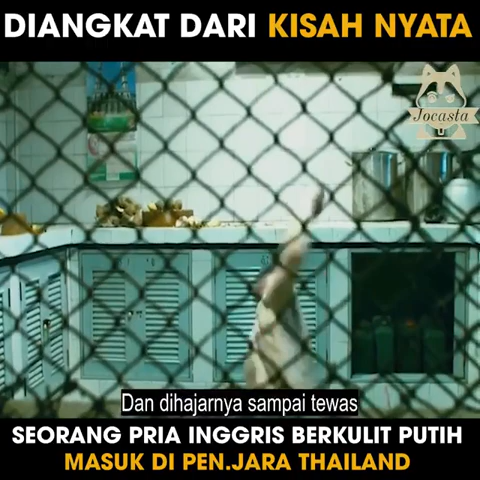 DIANGKAT DARI KISAH NYATA
Jocasta
Dan dihajarnya sampai tewas
SEORANG PRIA INGGRIS BERKULIT PUTIH
MASUK DI PEN.JARA THAILAND